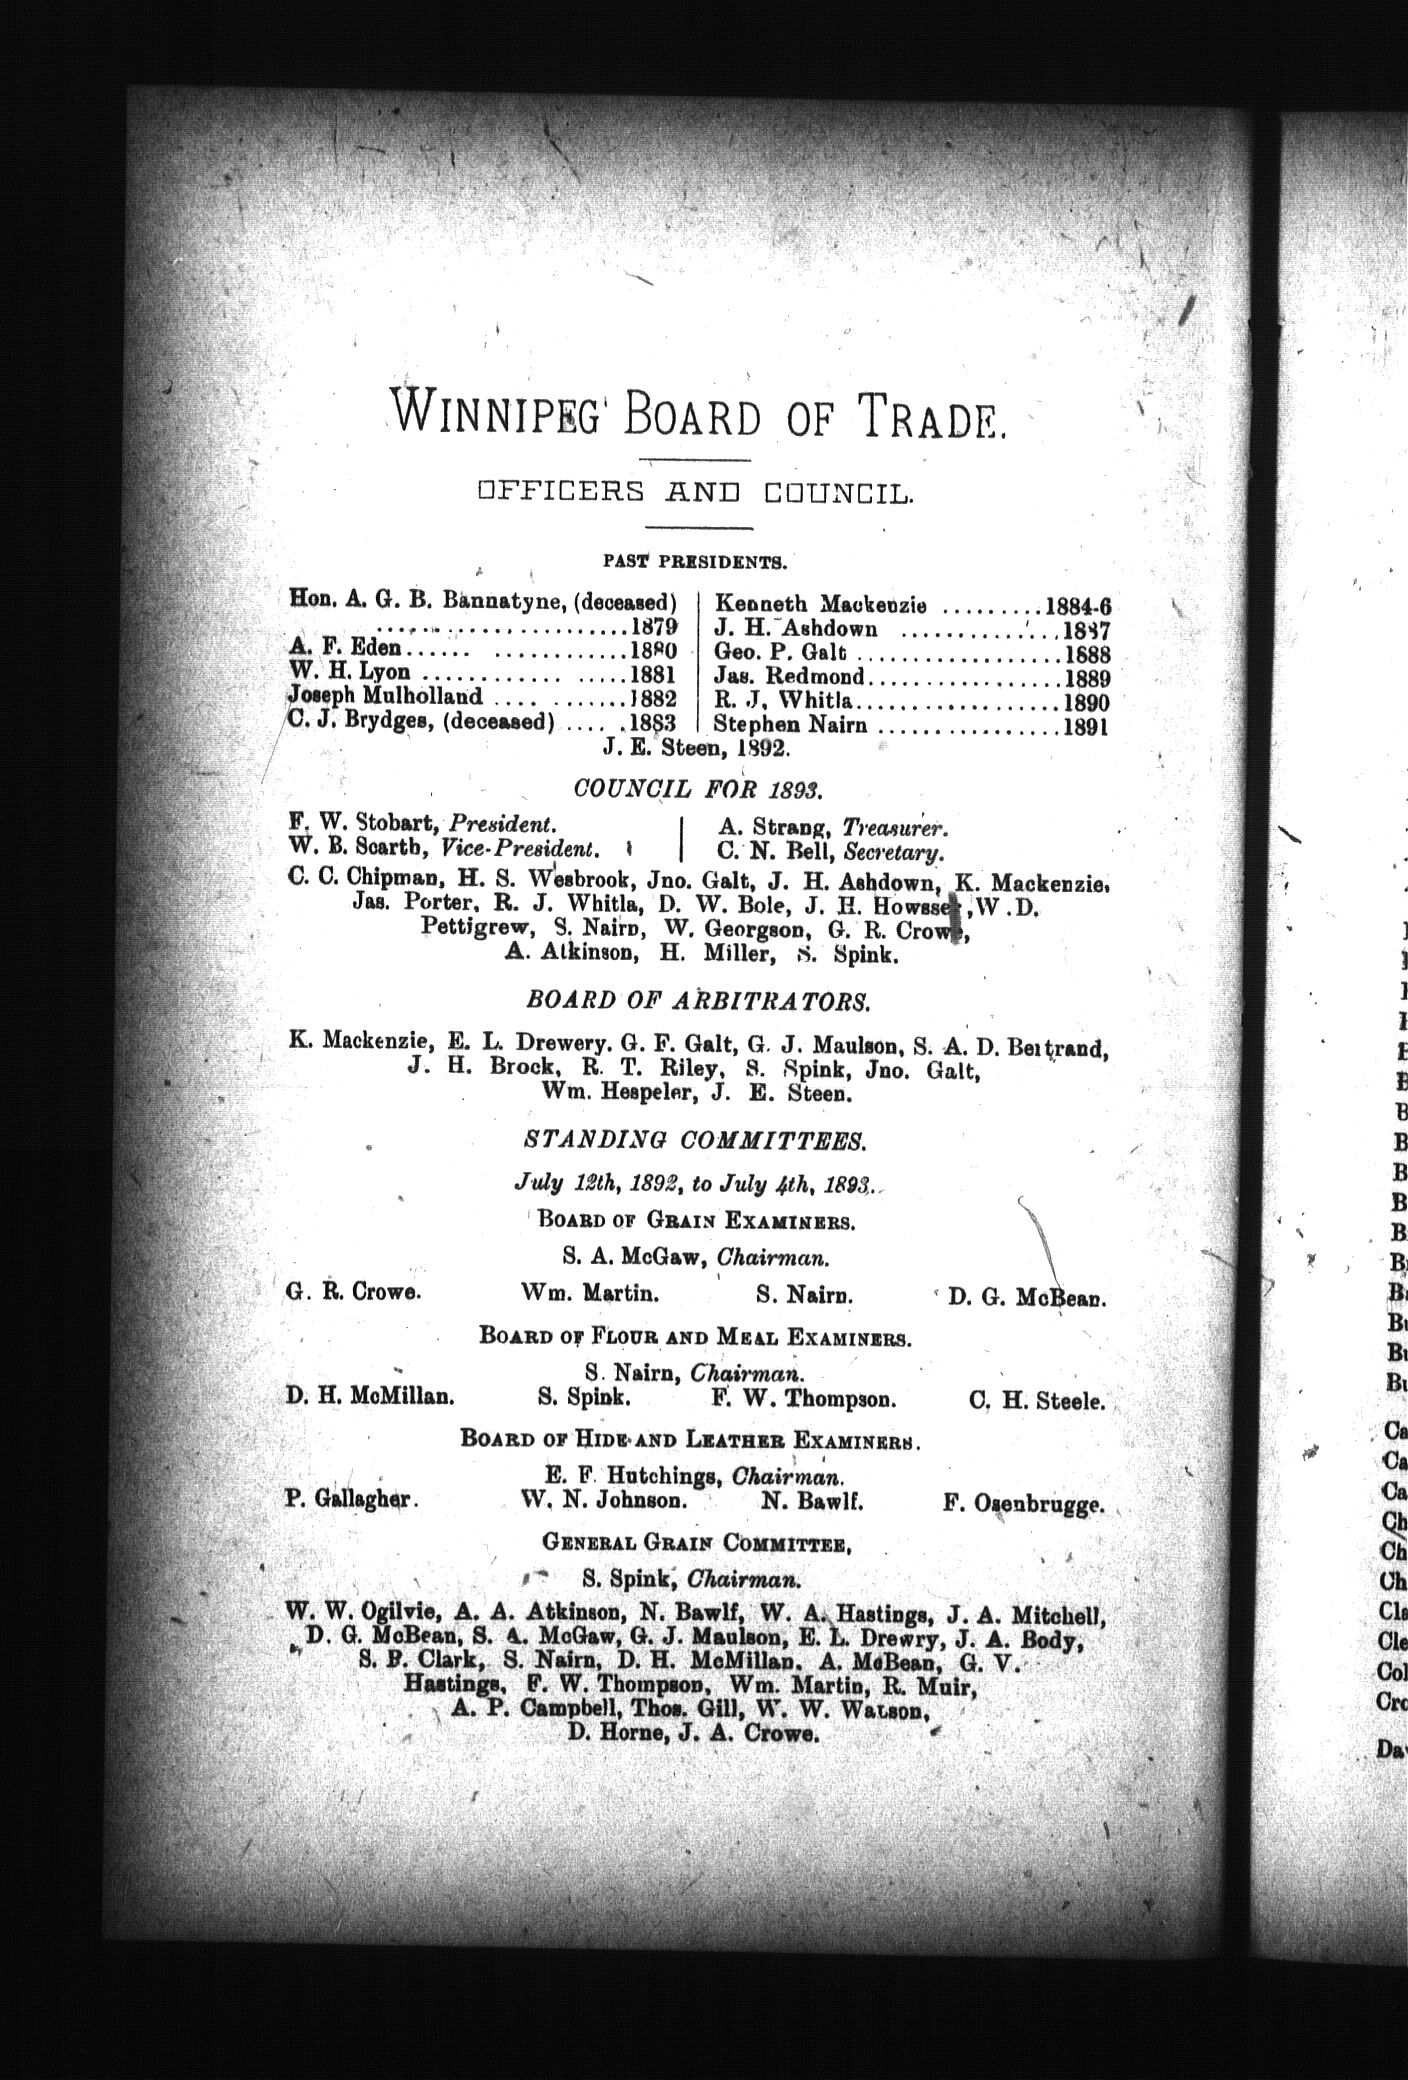 WINNIPEG BOARD OF TRADE.
OFFICERS AND COUNCIL.
PAST PRESIDENTS.
Hon. A. G. B. Bannatyne, (deceased)
......................1879
A. F. Eden...... ............1880
W. H. Lyon ............ .....1881
Joseph Mulholland .... .......1882
C. J. Brydges, (deceased) .... .1883
Kenneth Mackenzie .........1884-6
J. H. Ashdown ..............1887
Geo. P. Galt ..................1888
Jas. Redmond.................1889
R. J. Whitla..................1890
Stephen Nairn ................1891
J. E. Steen, 1892.
COUNCIL FOR 1893.
F. W. Stobart, President.
W. B. Scarth, Vice-President.
A. Strang, Treasurer.
C. N. Bell, Secretary.
C. C. Chipman, H. S. Wesbrook, Jno. Galt, J. H. Ashdown, K. Mackenzie,
Jas. Porter, R. J. Whitla, D. W. Bole, J. H. ,W .D.
Pettigrew, S. Nairn, W. Georgson, G. R. Crowe,
A. Atkinson, H. Miller, S. Spink.
BOARD OF ARBITRATORS.
K. Mackenzie, E. L. Drewery. G. F. Galt, G. J. Maulson, S. A. D. Bertrand,
J. H. Brock, R. T. Riley, S. Spink, Jno. Galt,
Wm. Hespeler, J. E. Steen.
STANDING COMMITTEES.
July 12th, 1892, to July 4th, 1893.
BOARD OF GRAIN EXAMINERS.
S. A. McGaw, Chairman.
G. R. Crowe. Wm. Martin. S. Nairn. D. G. McBean.
BOARD OF FLOUR AND MEAL EXAMINERS.
S. Nairn, Chairman.
D. H. McMillan. S. Spink. F. W. Thompson. C. H. Steele.
BOARD OF HIDE AND LEATHER EXAMINERS.
E. F. Hutchings, Chairman.
P. Gallagher. W. N. Johnson. N. Bawlf. F. Osenbrugge.
GENERAL GRAIN COMMITTEE,
S. Spink, Chairman.
W. W. Ogilvie, A. A. Atkinson, N. Bawlf, W. A. Hastings, J. A. Mitchell,
D. G. McBean, S. A. McGaw, G. J. Maulson, E. L. Drewry, J. A. Body,
S. P. Clark, S. Nairn, D. H. McMillan, A. McBean, G. V.
Hastings, F. W. Thompson, Wm. Martin, R. Muir,
A. P. Campbell, Thos. Gill, W. W. Watson,
D. Horne, J. A. Crowe.